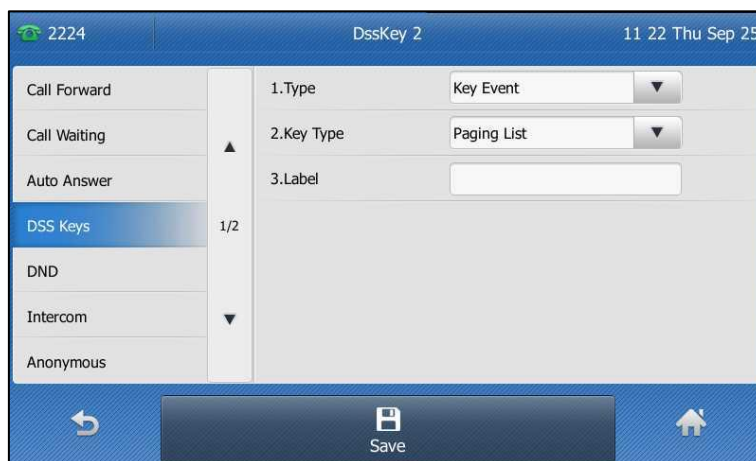 2224 DssKey 2 11 22 Thu Sep 25
Call Forward
Call Waiting
Auto Answer
DSS Keys
DND
Intercom
Anonymous
1/2
1.Type Key Event
2.Key Type Paging List
3.Label
Save